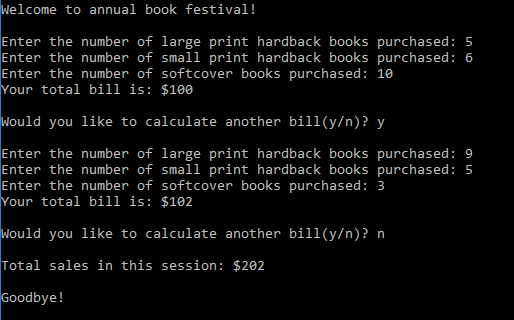 Welcome to annual book festival!
Enter the number of large print hardback books purchased: 5
Enter the number of small print hardback books purchased: 6
Enter the number of softcover books purchased: 10
Your total bill is: $100
Would you like to calculate another bill(y/n)? y
Enter the number of large print hardback books purchased: 9
Enter the number of small print hardback books purchased: 5
Enter the number of softcover books purchased: 3
Your total bill is: $102
Would you like to calculate another bill(y/n)? n
Total sales in this session: $202
Goodbye!